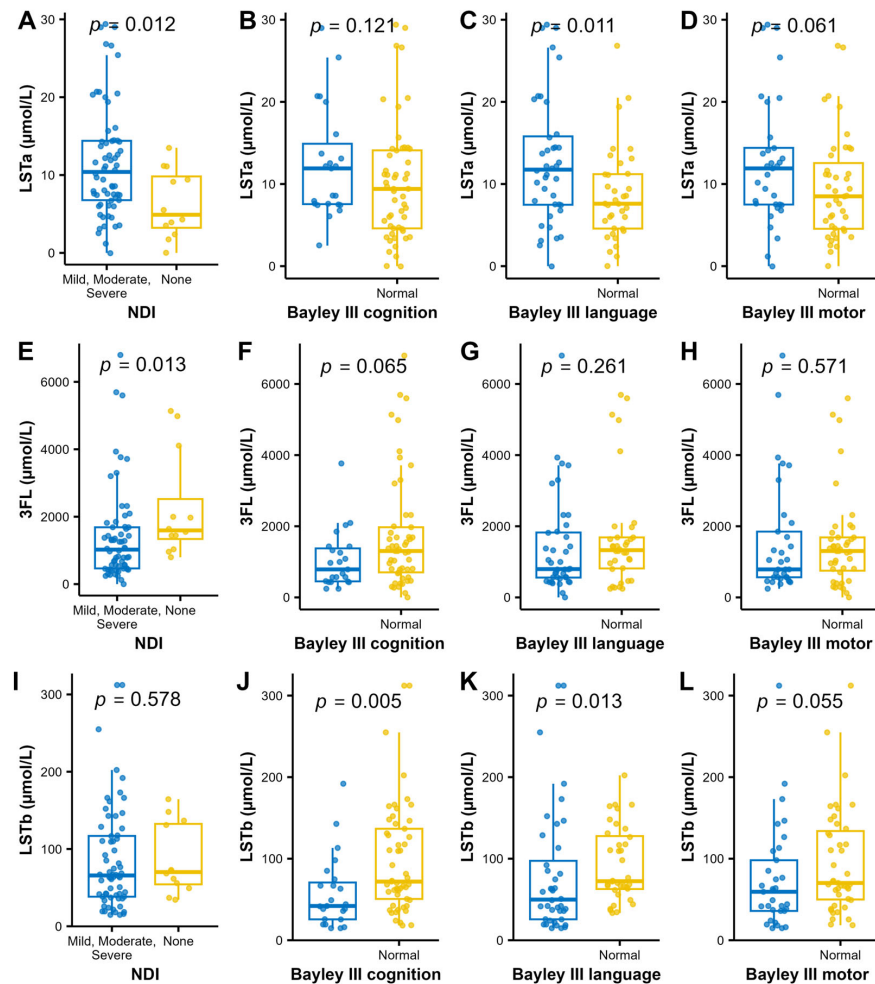 A
p = 0.012
LSTa (μmol/L)
30
20
10
0
Mild, Moderate, None
Severe
NDI
B
p = 0.121
LSTa (μmol/L)
30
20
10
0
Normal
Bayley III cognition
C
p = 0.011
LSTa (μmol/L)
30
20
10
0
Normal
Bayley III language
D
p = 0.061
LSTa (μmol/L)
30
20
10
0
Normal
Bayley III motor
E
p = 0.013
3FL (μmol/L)
6000
4000
2000
0
Mild, Moderate, None
Severe
NDI
F
p = 0.065
3FL (μmol/L)
6000
4000
2000
0
Normal
Bayley III cognition
G
p = 0.261
3FL (μmol/L)
6000
4000
2000
0
Normal
Bayley III language
H
p = 0.571
3FL (μmol/L)
6000
4000
2000
0
Normal
Bayley III motor
I
p = 0.578
LSTb (μmol/L)
300
200
100
0
Mild, Moderate, None
Severe
NDI
J
p = 0.005
LSTb (μmol/L)
300
200
100
0
Normal
Bayley III cognition
K
p = 0.013
LSTb (μmol/L)
300
200
100
0
Normal
Bayley III language
L
p = 0.055
LSTb (μmol/L)
300
200
100
0
Normal
Bayley III motor